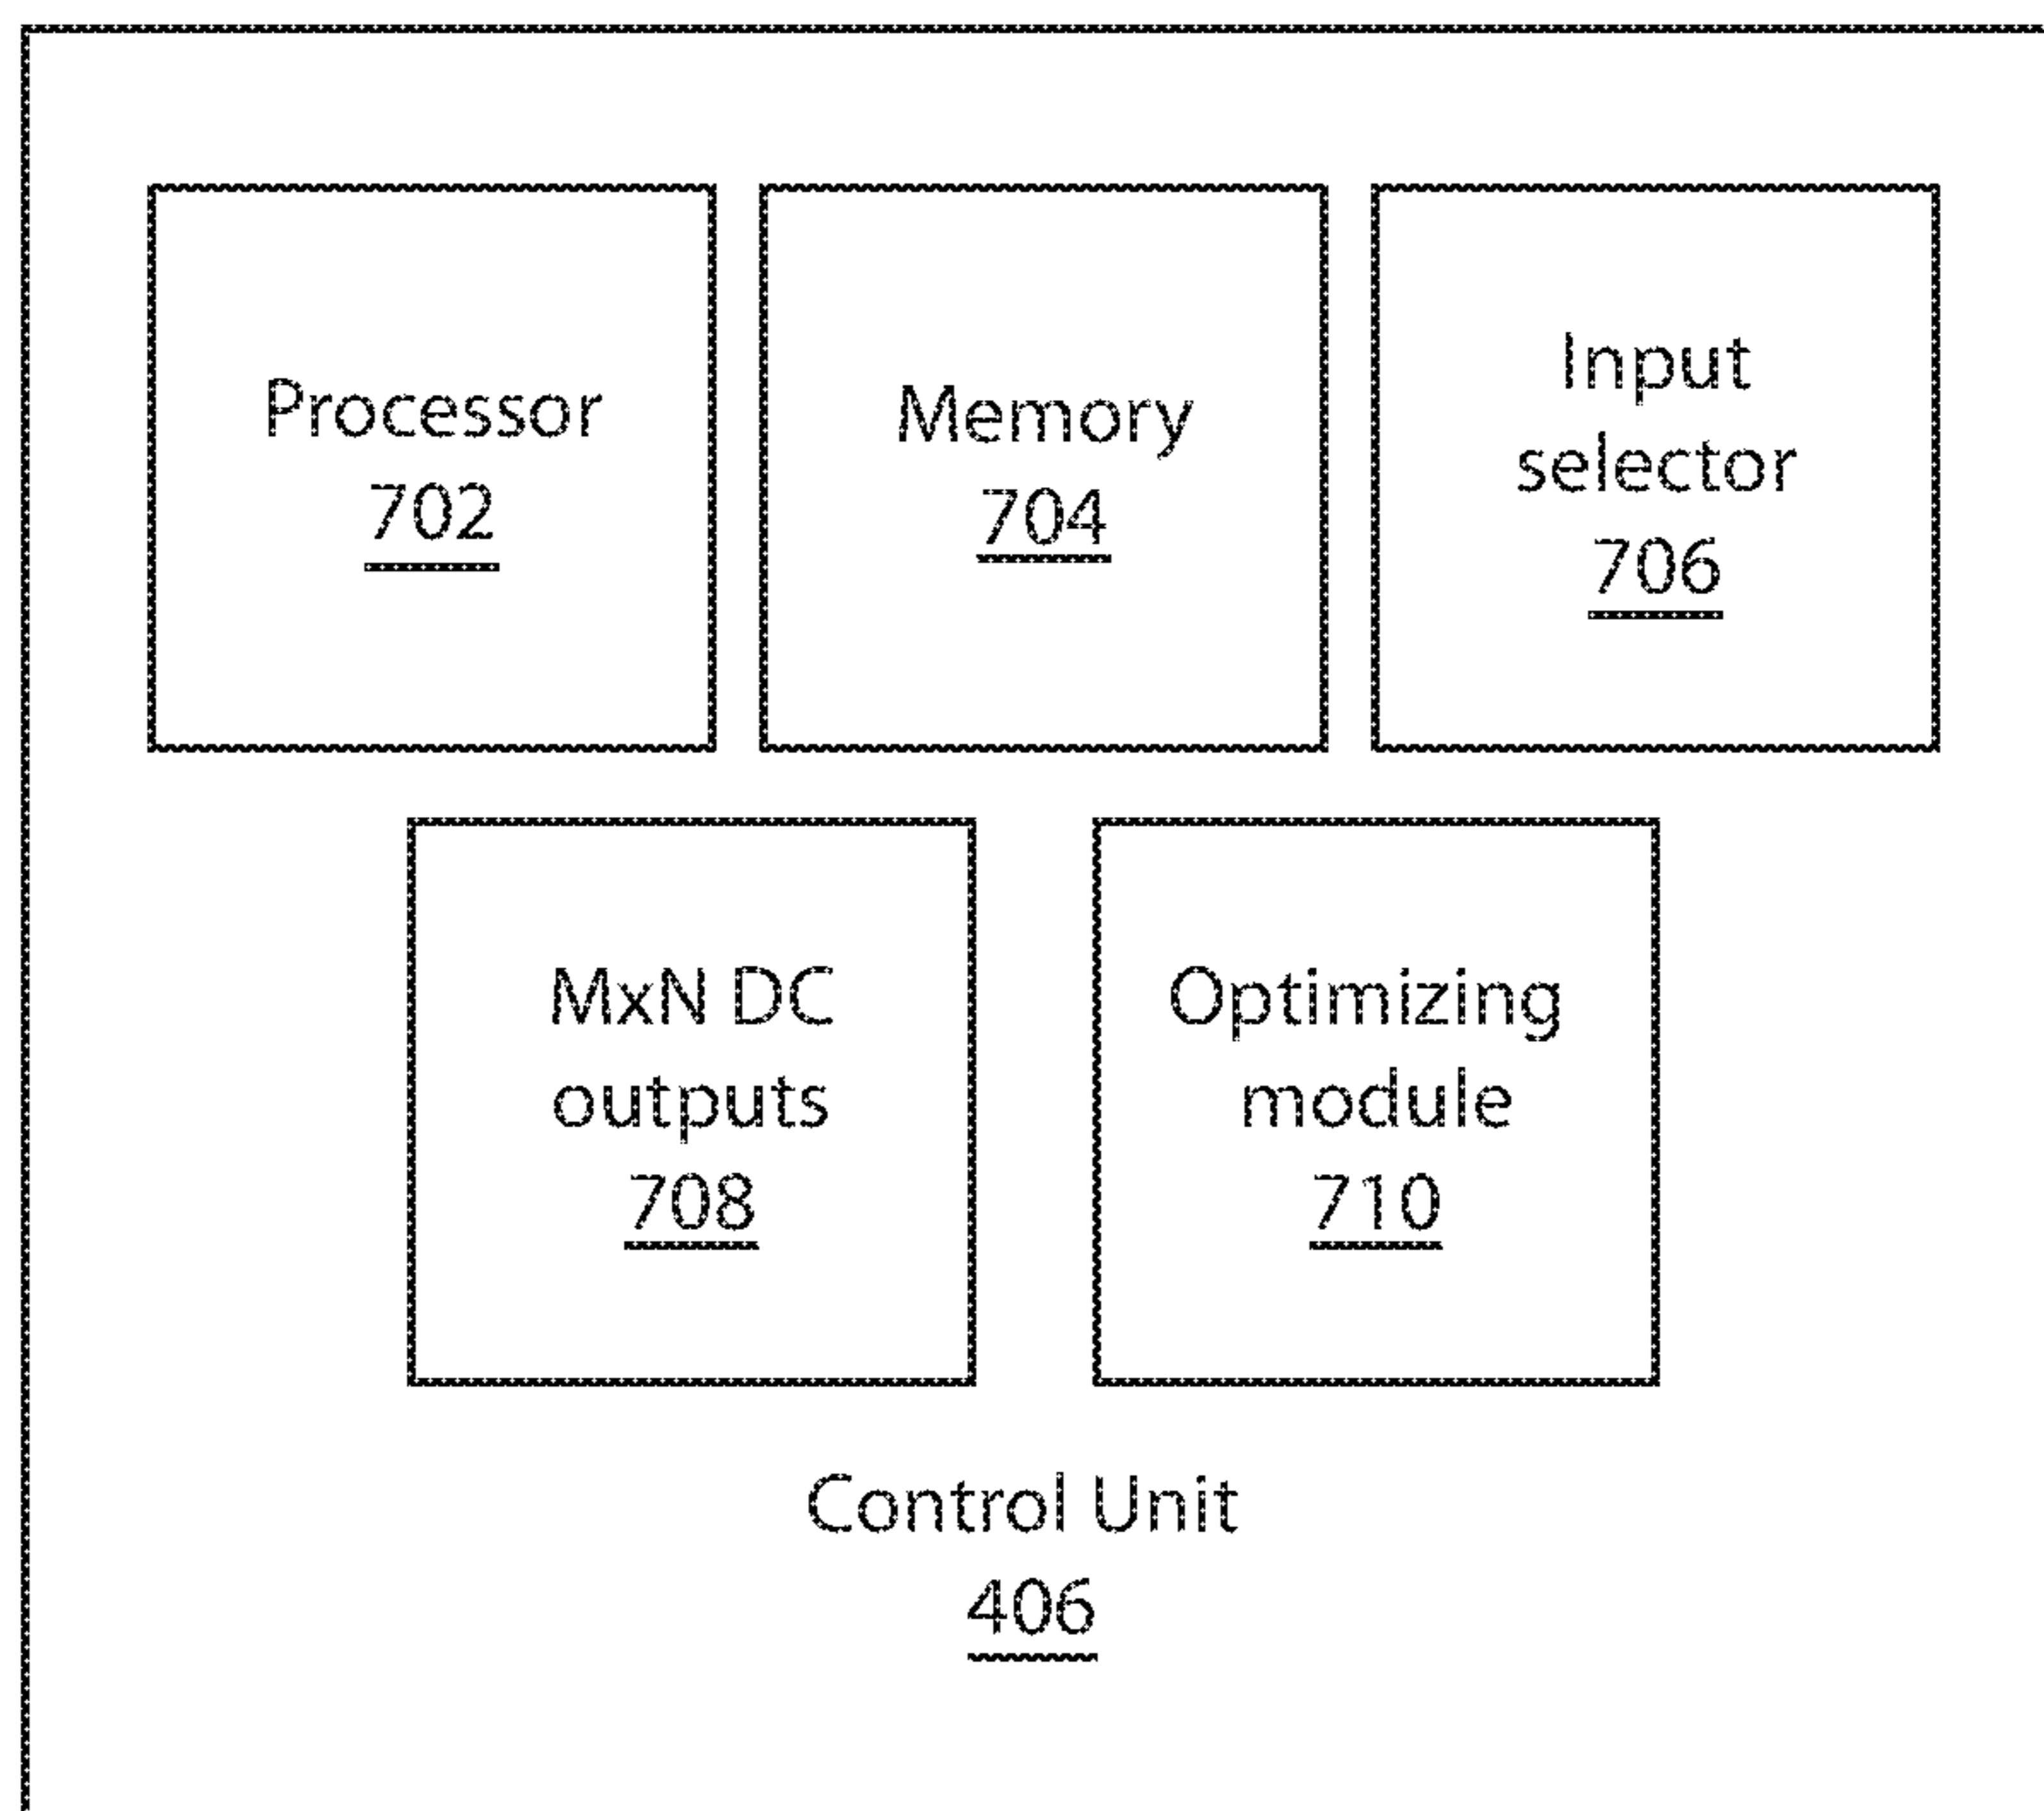 Processor
702
Memory
704
Input
selector
706
MxN DC
outputs
708
Optimizing
module
710
Control Unit
406